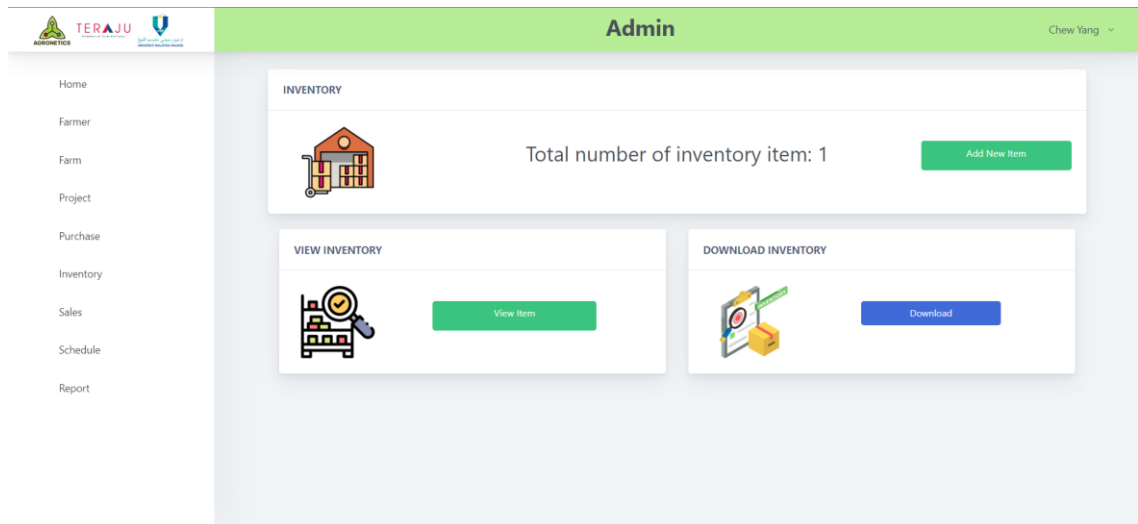 AGRONETICS
TERAJU
Admin
Chew Yang
Home
Farmer
Farm
Project
Purchase
Inventory
Sales
Schedule
Report
INVENTORY
Total number of inventory item: 1
Add New Item
VIEW INVENTORY
View Item
DOWNLOAD INVENTORY
INVENTORY
Download